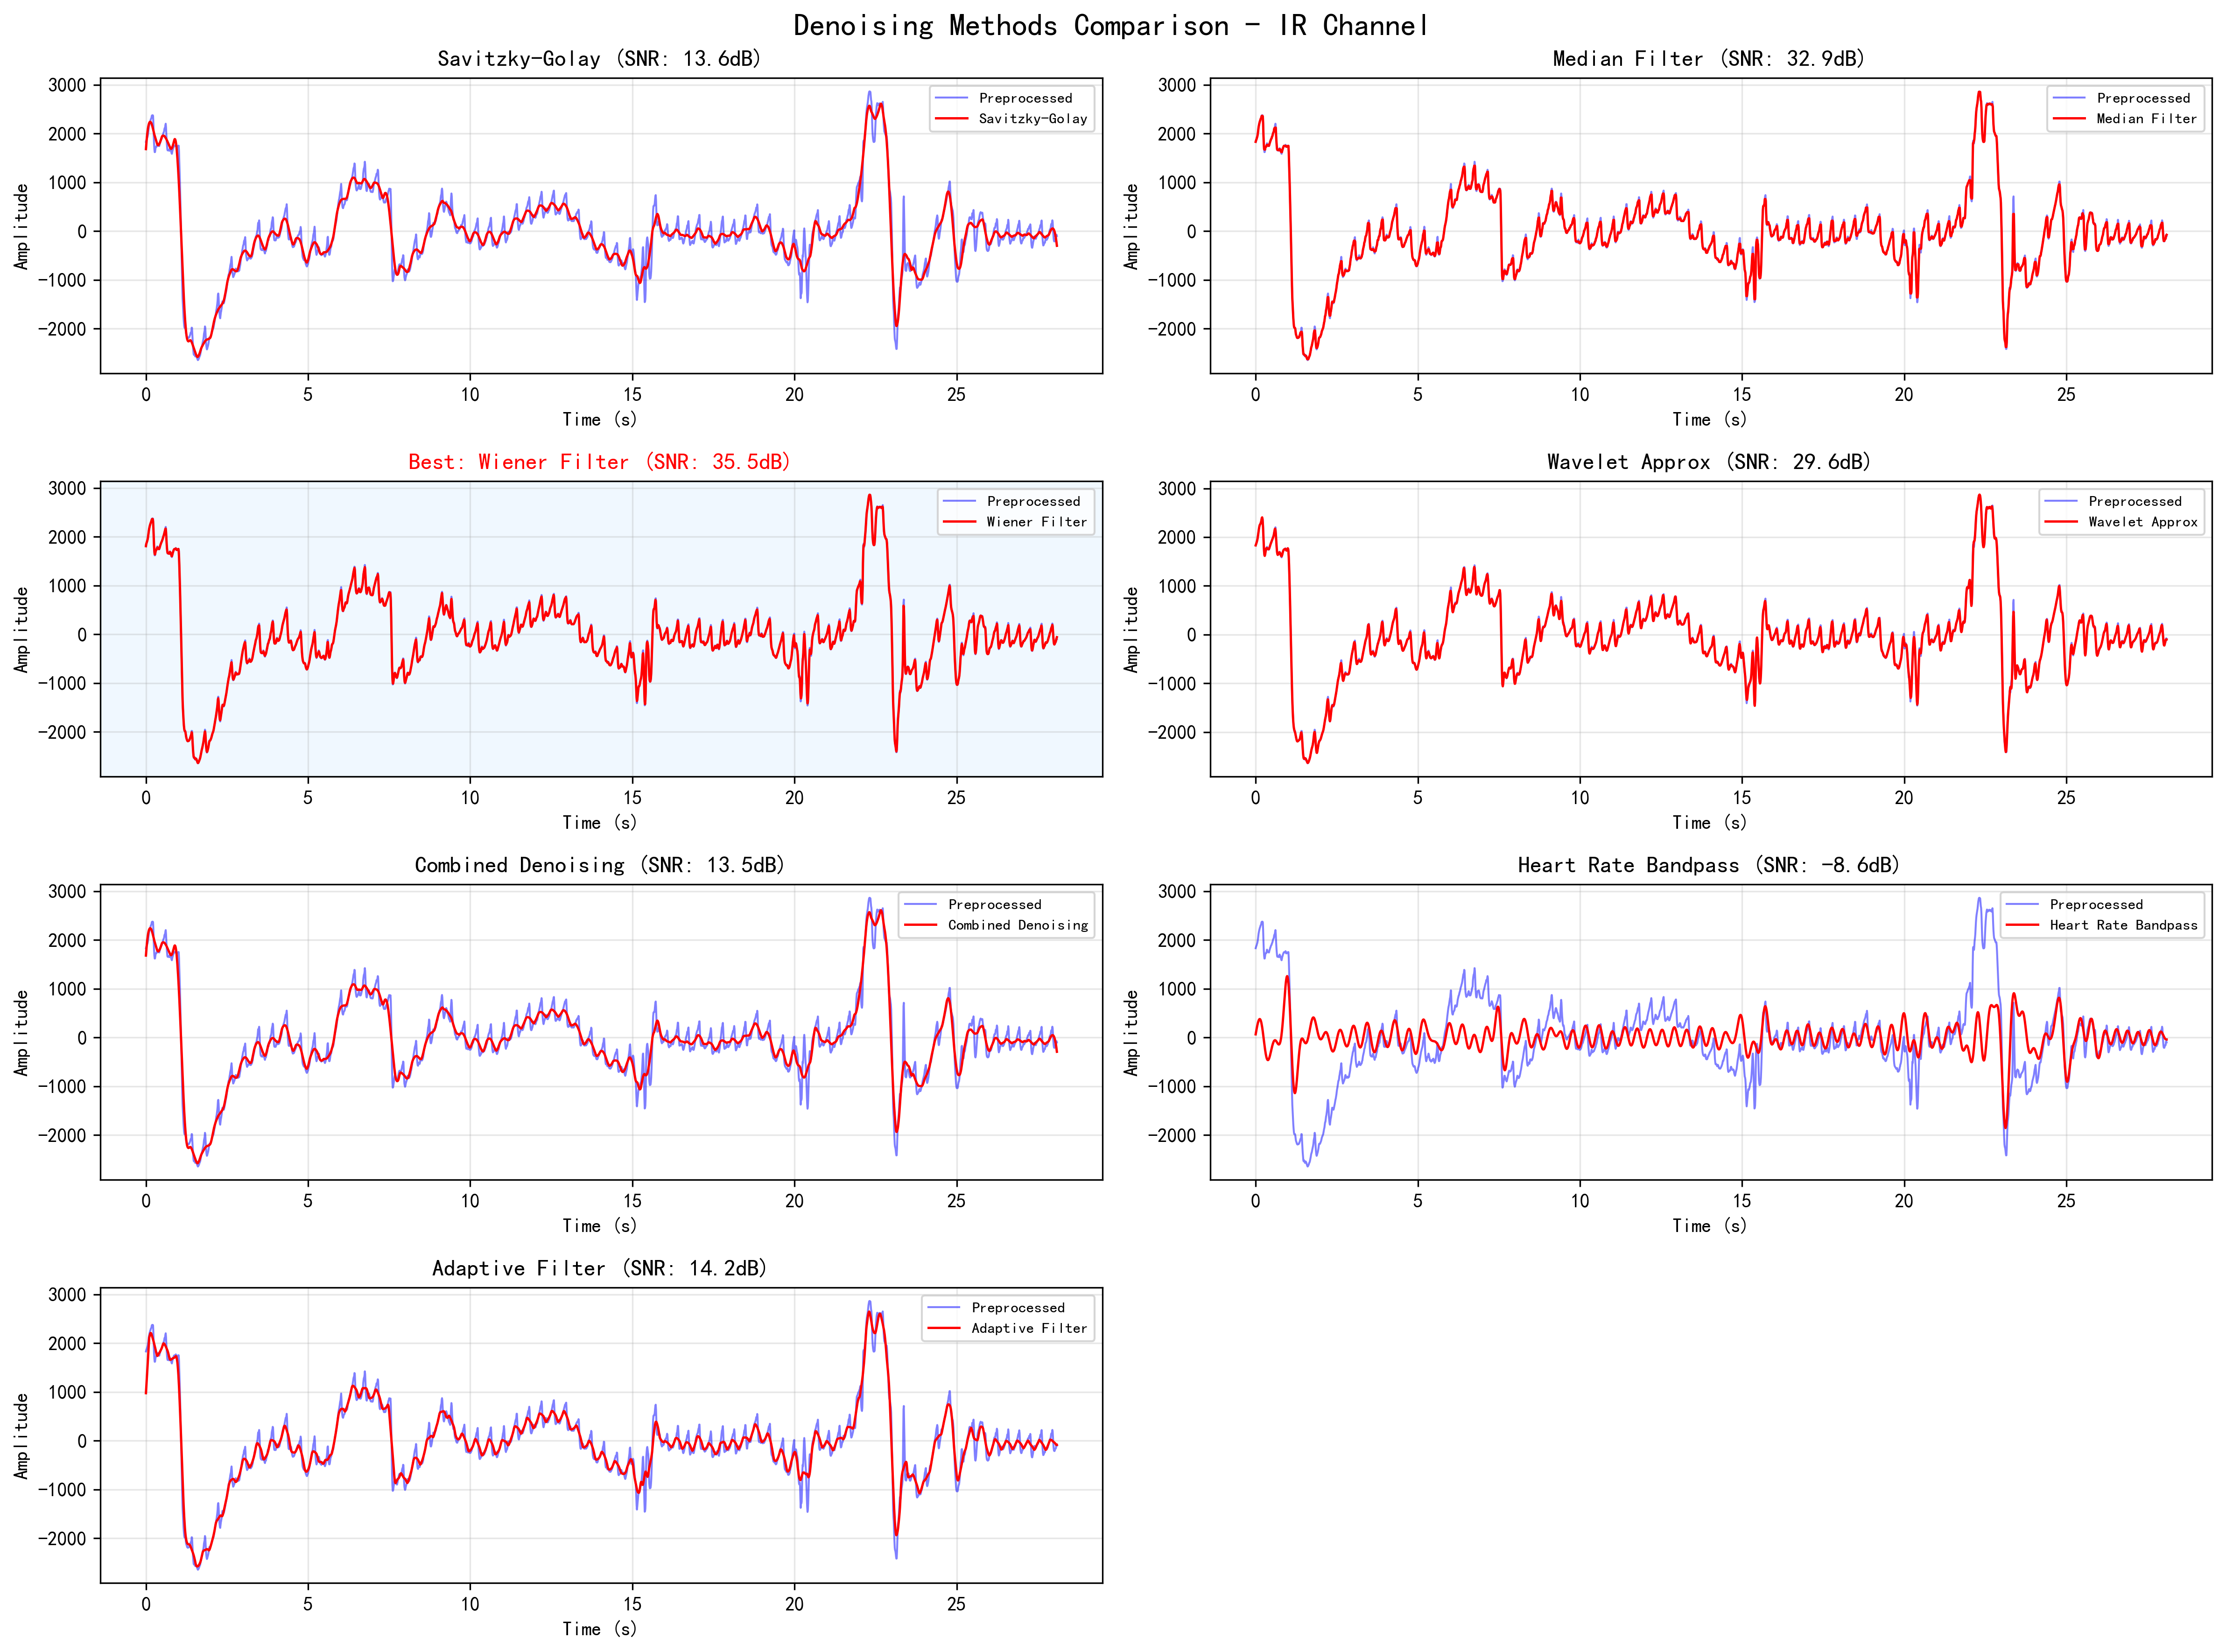 Denoising Methods Comparison - IR Channel
Savitzky-Golay (SNR: 13.6dB)
3000
2000
1000
0
-1000
-2000
Amplitude
Preprocessed
Savitzky-Golay
0 5 10 15 20 25
Time (s)
Median Filter (SNR: 32.9dB)
3000
2000
1000
0
-1000
-2000
Amplitude
Preprocessed
Median Filter
0 5 10 15 20 25
Time (s)
Best: Wiener Filter (SNR: 35.5dB)
3000
2000
1000
0
-1000
-2000
Amplitude
Preprocessed
Wiener Filter
0 5 10 15 20 25
Time (s)
Wavelet Approx (SNR: 29.6dB)
3000
2000
1000
0
-1000
-2000
Amplitude
Preprocessed
Wavelet Approx
0 5 10 15 20 25
Time (s)
Combined Denoising (SNR: 13.5dB)
3000
2000
1000
0
-1000
-2000
Amplitude
Preprocessed
Combined Denoising
0 5 10 15 20 25
Time (s)
Heart Rate Bandpass (SNR: -8.6dB)
3000
2000
1000
0
-1000
-2000
Amplitude
Preprocessed
Heart Rate Bandpass
0 5 10 15 20 25
Time (s)
Adaptive Filter (SNR: 14.2dB)
3000
2000
1000
0
-1000
-2000
Amplitude
Preprocessed
Adaptive Filter
0 5 10 15 20 25
Time (s)